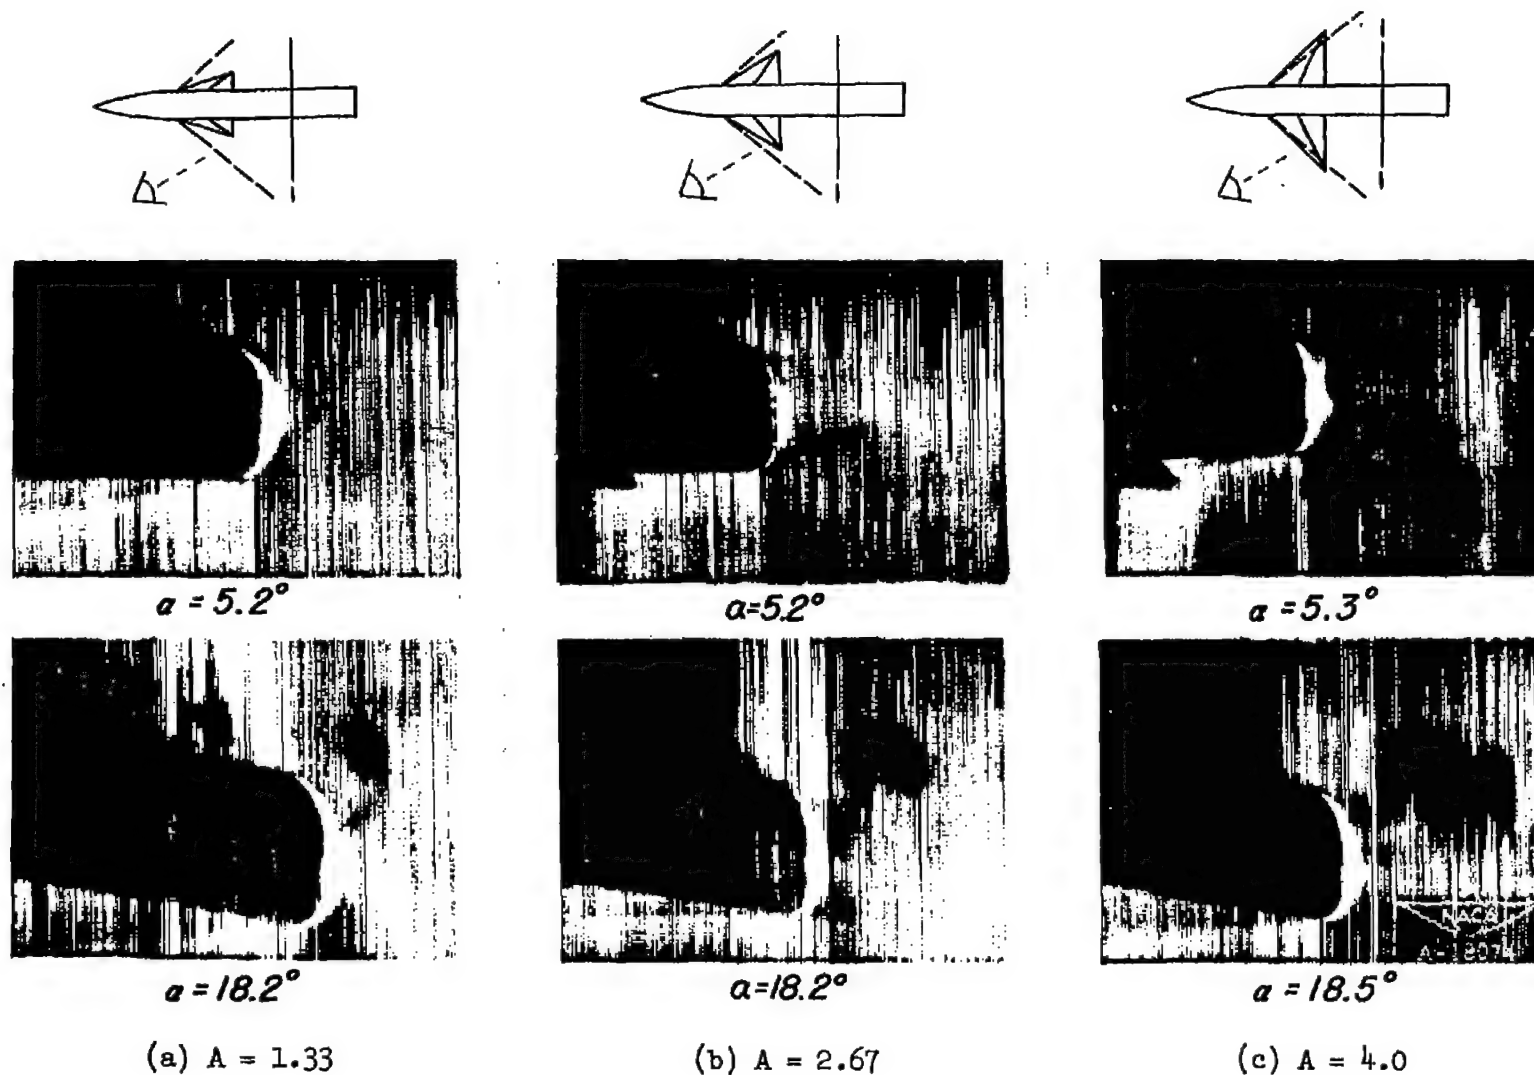 α = 5.2°
α=5.2°
α = 5.3°
NACA
α = 18.2°
α=18.2°
α = 18.5°
(a) A = 1.33
(b) A = 2.67
(c) A = 4.0